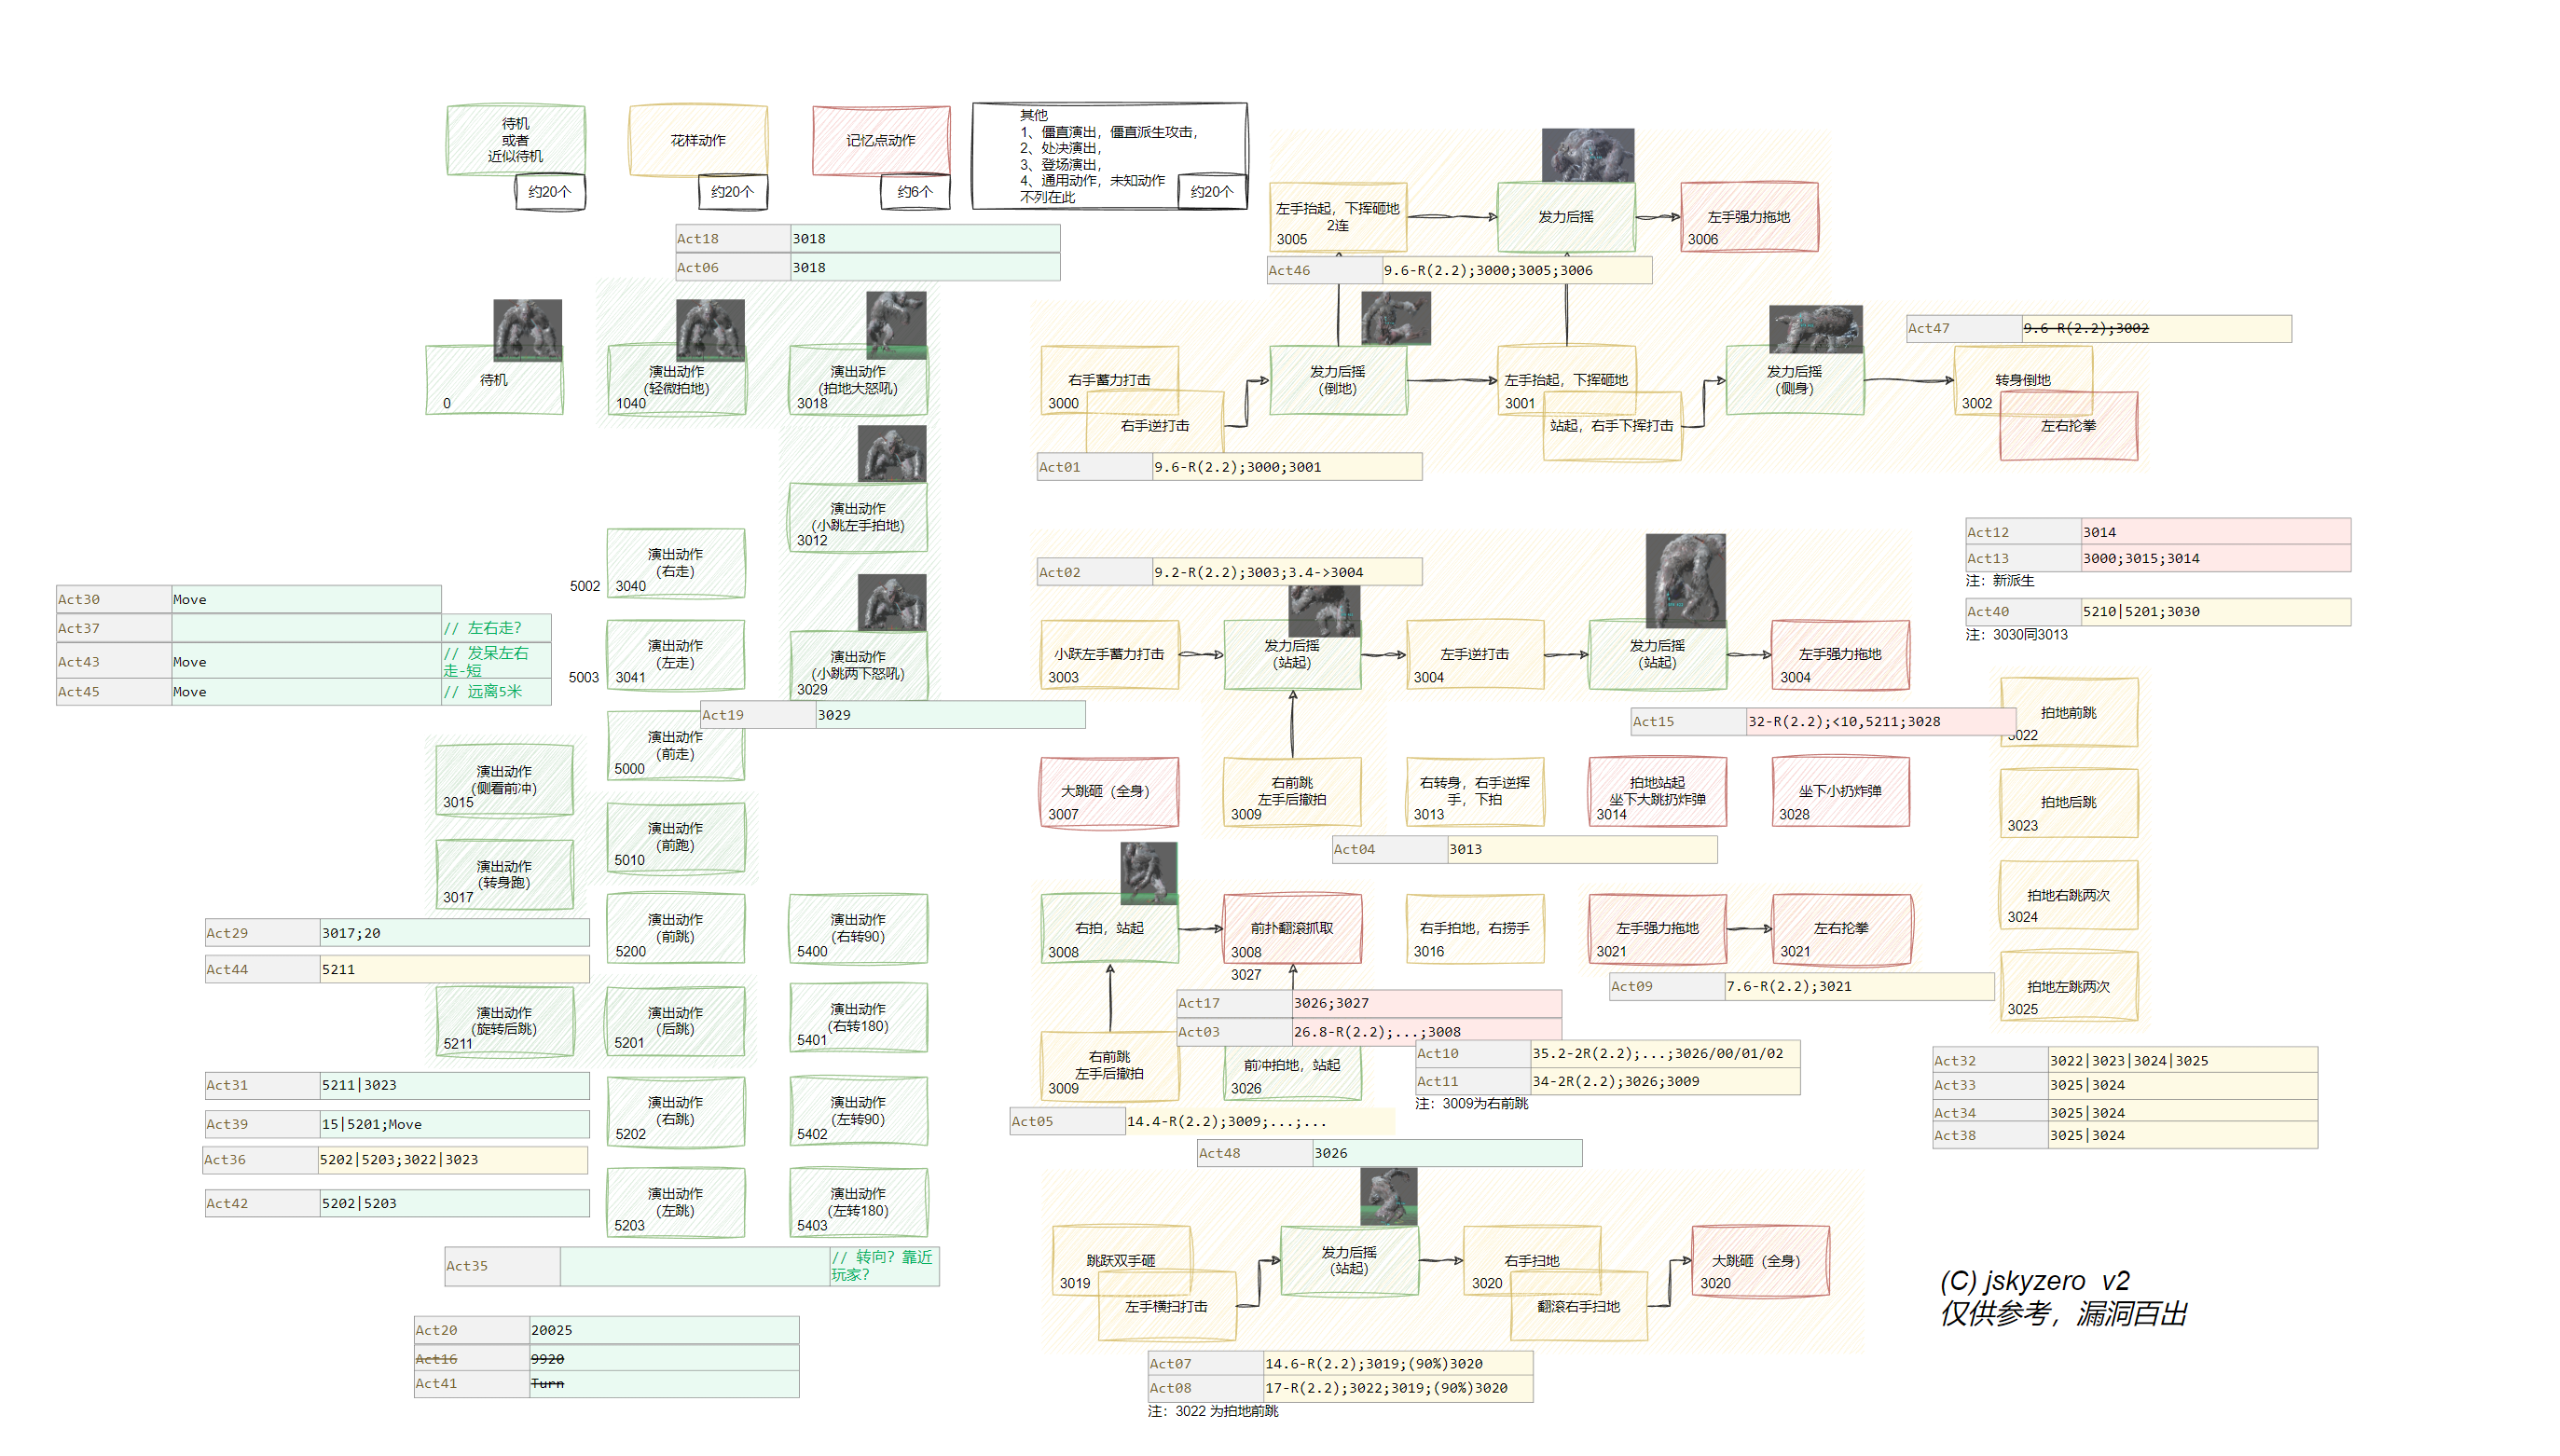 待机
或者
近似待机
约20个
花样动作
约20个
记忆点动作
约6个
其他
1、僵直演出，僵直派生攻击，
2、处决演出，
3、登场演出，
4、通用动作，未知动作
不列在此
约20个
Act18 3018
Act06 3018
待机
0
演出动作
(轻微拍地)
1040
演出动作
(拍地大怒吼)
3018
演出动作
(小跳左手拍地)
3012
演出动作
(右走)
5002 3040
Act30 Move
Act37 // 左右走?
Act43 Move // 发呆左右
走-短
Act45 Move // 远离5米
演出动作
(左走)
5003 3041
演出动作
(小跳两下怒吼)
3029
Act19 3029
演出动作
(前走)
5000
演出动作
(侧看前冲)
3015
演出动作
(前跑)
5010
演出动作
(转身跑)
3017
Act29 3017;20
Act44 5211
演出动作
(前跳)
5200
演出动作
(右转90)
5400
演出动作
(旋转后跳)
5211
演出动作
(后跳)
5201
演出动作
(右转180)
5401
Act31 5211|3023
Act39 15|5201;Move
Act36 5202|5203;3022|3023
Act42 5202|5203
演出动作
(右跳)
5202
演出动作
(左转90)
5402
演出动作
(左跳)
5203
演出动作
(左转180)
5403
Act35 // 转向? 靠近
玩家?
Act20 20025
Act16 9920
Act41 Turn
左手抬起，下挥砸地
2连
3005
发力后摇
左手强力拖地
3006
Act46 9.6-R(2.2);3000;3005;3006
右手蓄力打击
3000
右手逆打击
发力后摇
(倒地)
左手抬起，下挥砸地
3001
站起，右手下挥打击
发力后摇
(侧身)
Act47 9.6-R(2.2);3002
转身倒地
3002
左右抡拳
Act01 9.6-R(2.2);3000;3001
Act12 3014
Act13 3000;3015;3014
注：新派生
Act40 5210|5201;3030
注：3030同3013
Act02 9.2-R(2.2);3003;3.4->3004
小跃左手蓄力打击
3003
发力后摇
(站起)
左手逆打击
3004
发力后摇
(站起)
左手强力拖地
3004
Act15 32-R(2.2);<10,5211;3028
大跳砸（全身）
3007
右前跳
左手后撤拍
3009
右转身，右手逆挥
手，下拍
3013
拍地站起
坐下大跳扔炸弹
3014
坐下小扔炸弹
3028
Act04 3013
拍地前跳
3022
拍地后跳
3023
拍地右跳两次
3024
拍地左跳两次
3025
右拍，站起
3008
前扑翻滚抓取
3008
3027
右手拍地，右捞手
3016
左手强力拖地
3021
左右抡拳
3021
Act09 7.6-R(2.2);3021
Act17 3026;3027
Act03 26.8-R(2.2);...;3008
右前跳
左手后撤拍
3009
前冲拍地，站起
3026
Act10 35.2-2R(2.2);...;3026/00/01/02
Act11 34-2R(2.2);3026;3009
注：3009为右前跳
Act05 14.4-R(2.2);3009;...;...
Act48 3026
Act32 3022|3023|3024|3025
Act33 3025|3024
Act34 3025|3024
Act38 3025|3024
跳跃双手砸
3019
左手横扫打击
发力后摇
(站起)
右手扫地
3020
翻滚右手扫地
大跳砸（全身）
3020
Act07 14.6-R(2.2);3019;(90%)3020
Act08 17-R(2.2);3022;3019;(90%)3020
注：3022 为拍地前跳
(C) jskyzero v2
仅供参考，漏洞百出